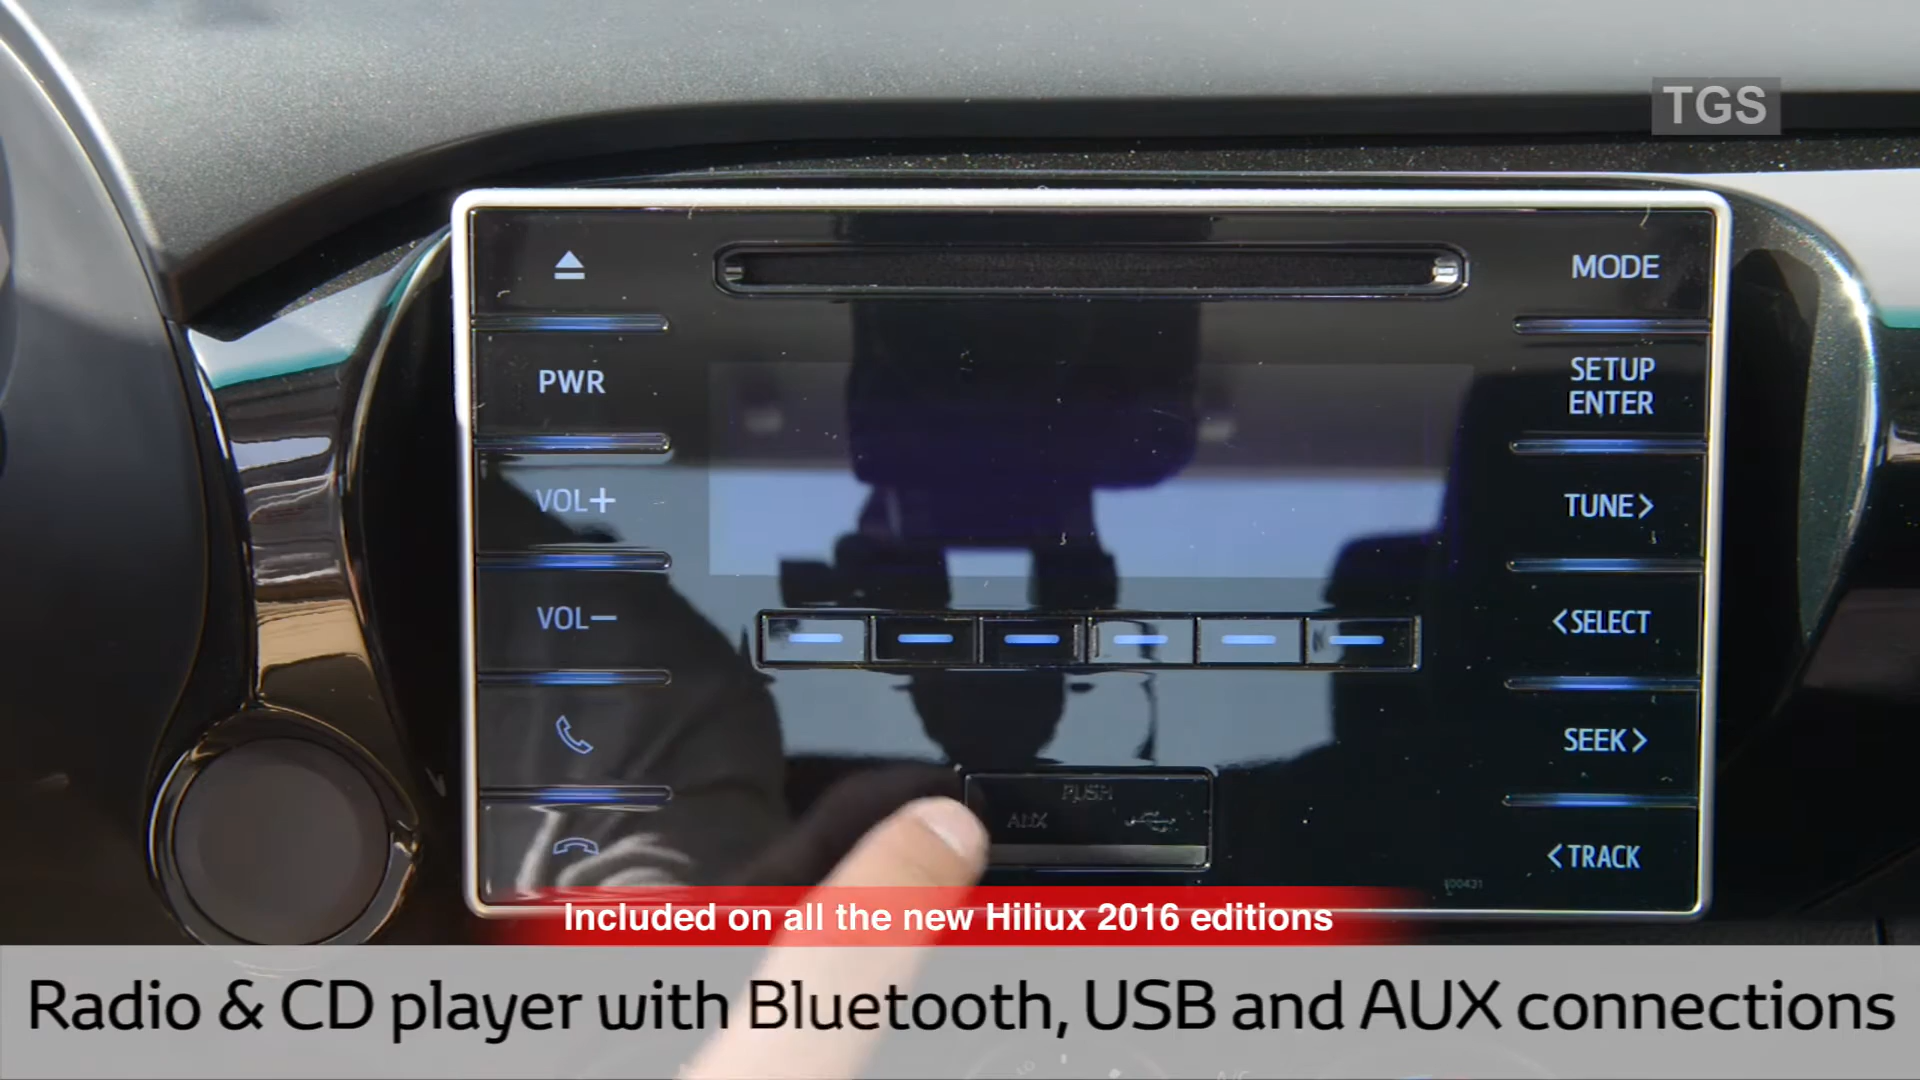 TGS
MODE
PWR
SETUP
ENTER
VOL+
TUNE>
VOL–
<SELECT
SEEK>
PUSH
AUX
<TRACK
100431
Included on all the new Hiliux 2016 editions
Radio & CD player with Bluetooth, USB and AUX connections